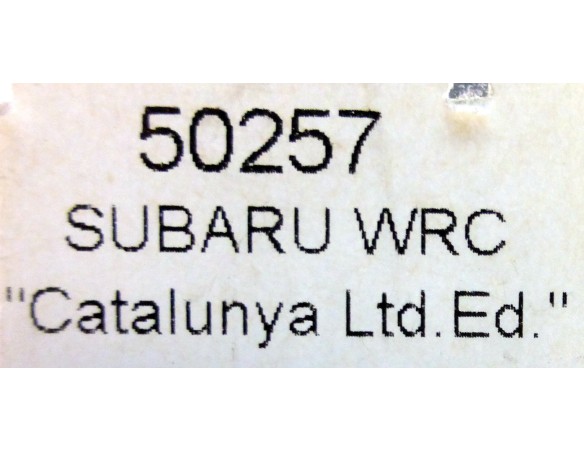 50257
SUBARU WRC
"Catalunya Ltd.Ed."